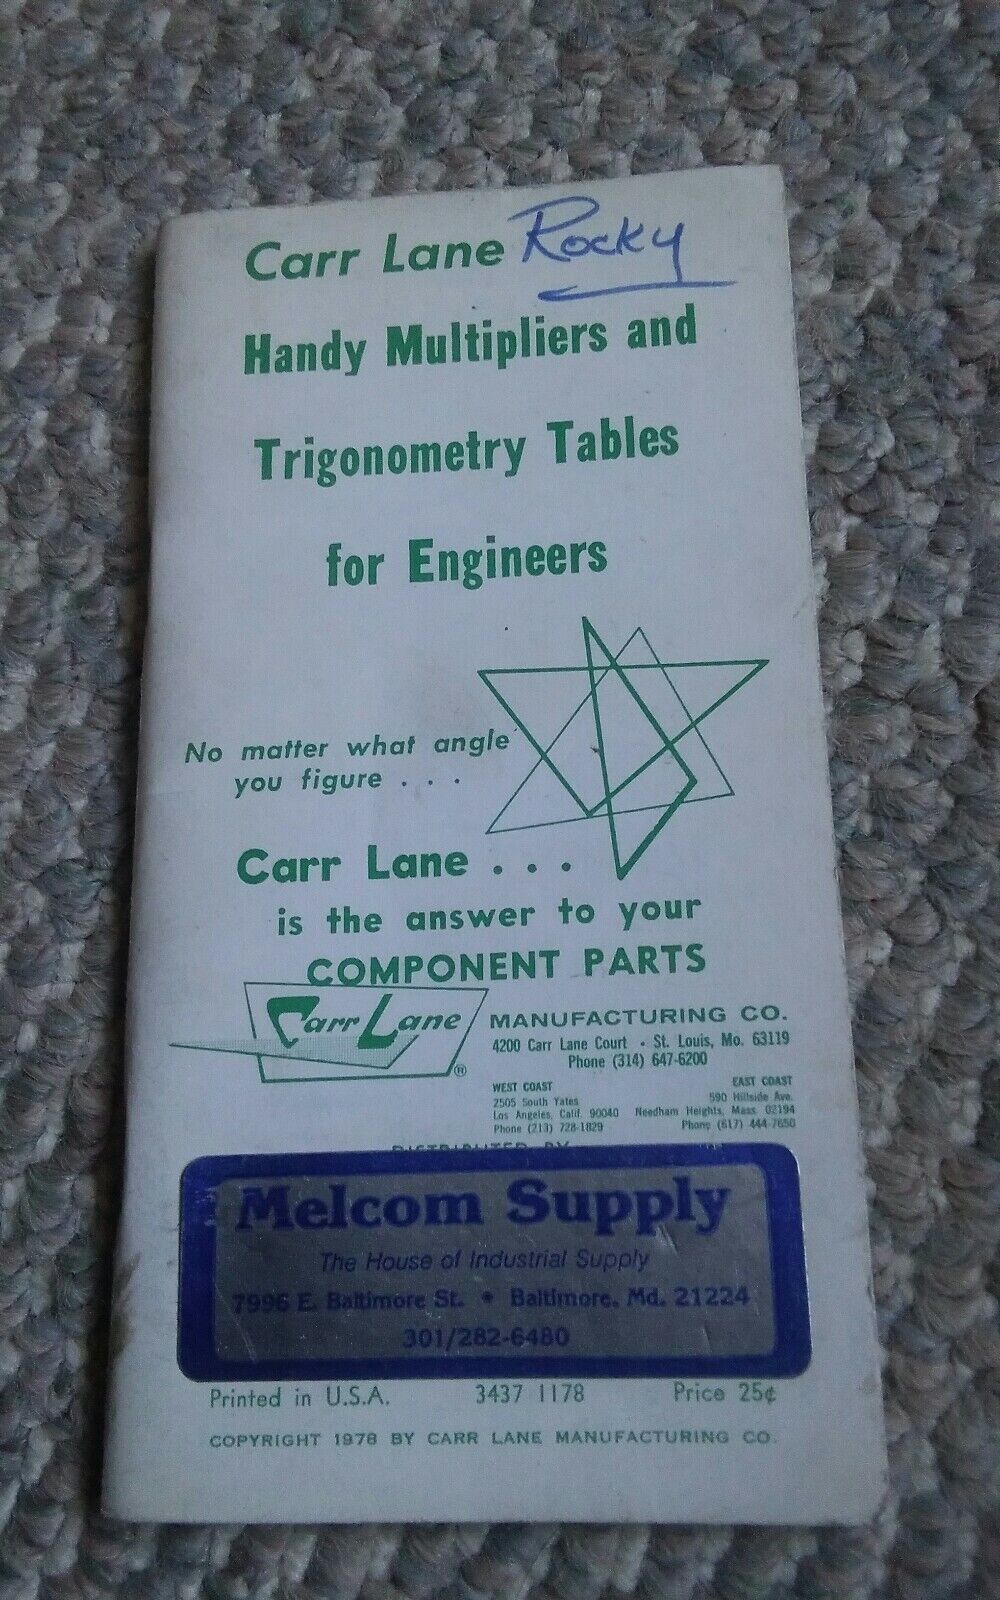 Carr Lane Rocky
Handy Multipliers and
Trigonometry Tables
for Engineers
No matter what angle
you figure . . .
Carr Lane . . .
is the answer to your
COMPONENT PARTS
Carr Lane ®
MANUFACTURING CO.
4200 Carr Lane Court • St. Louis, Mo. 63119
Phone (314) 647-6200
WEST COAST
2505 South Yates
Los Angeles, Calif. 90040
Phone (213) 728-1829
EAST COAST
590 Hillside Ave.
Needham Heights, Mass. 02194
Phone (617) 444-7650
DISTRIBUTED BY
Melcom Supply
The House of Industrial Supply
7996 E. Baltimore St. • Baltimore, Md. 21224
301/282-6480
Printed in U.S.A. 3437 1178 Price 25¢
COPYRIGHT 1978 BY CARR LANE MANUFACTURING CO.